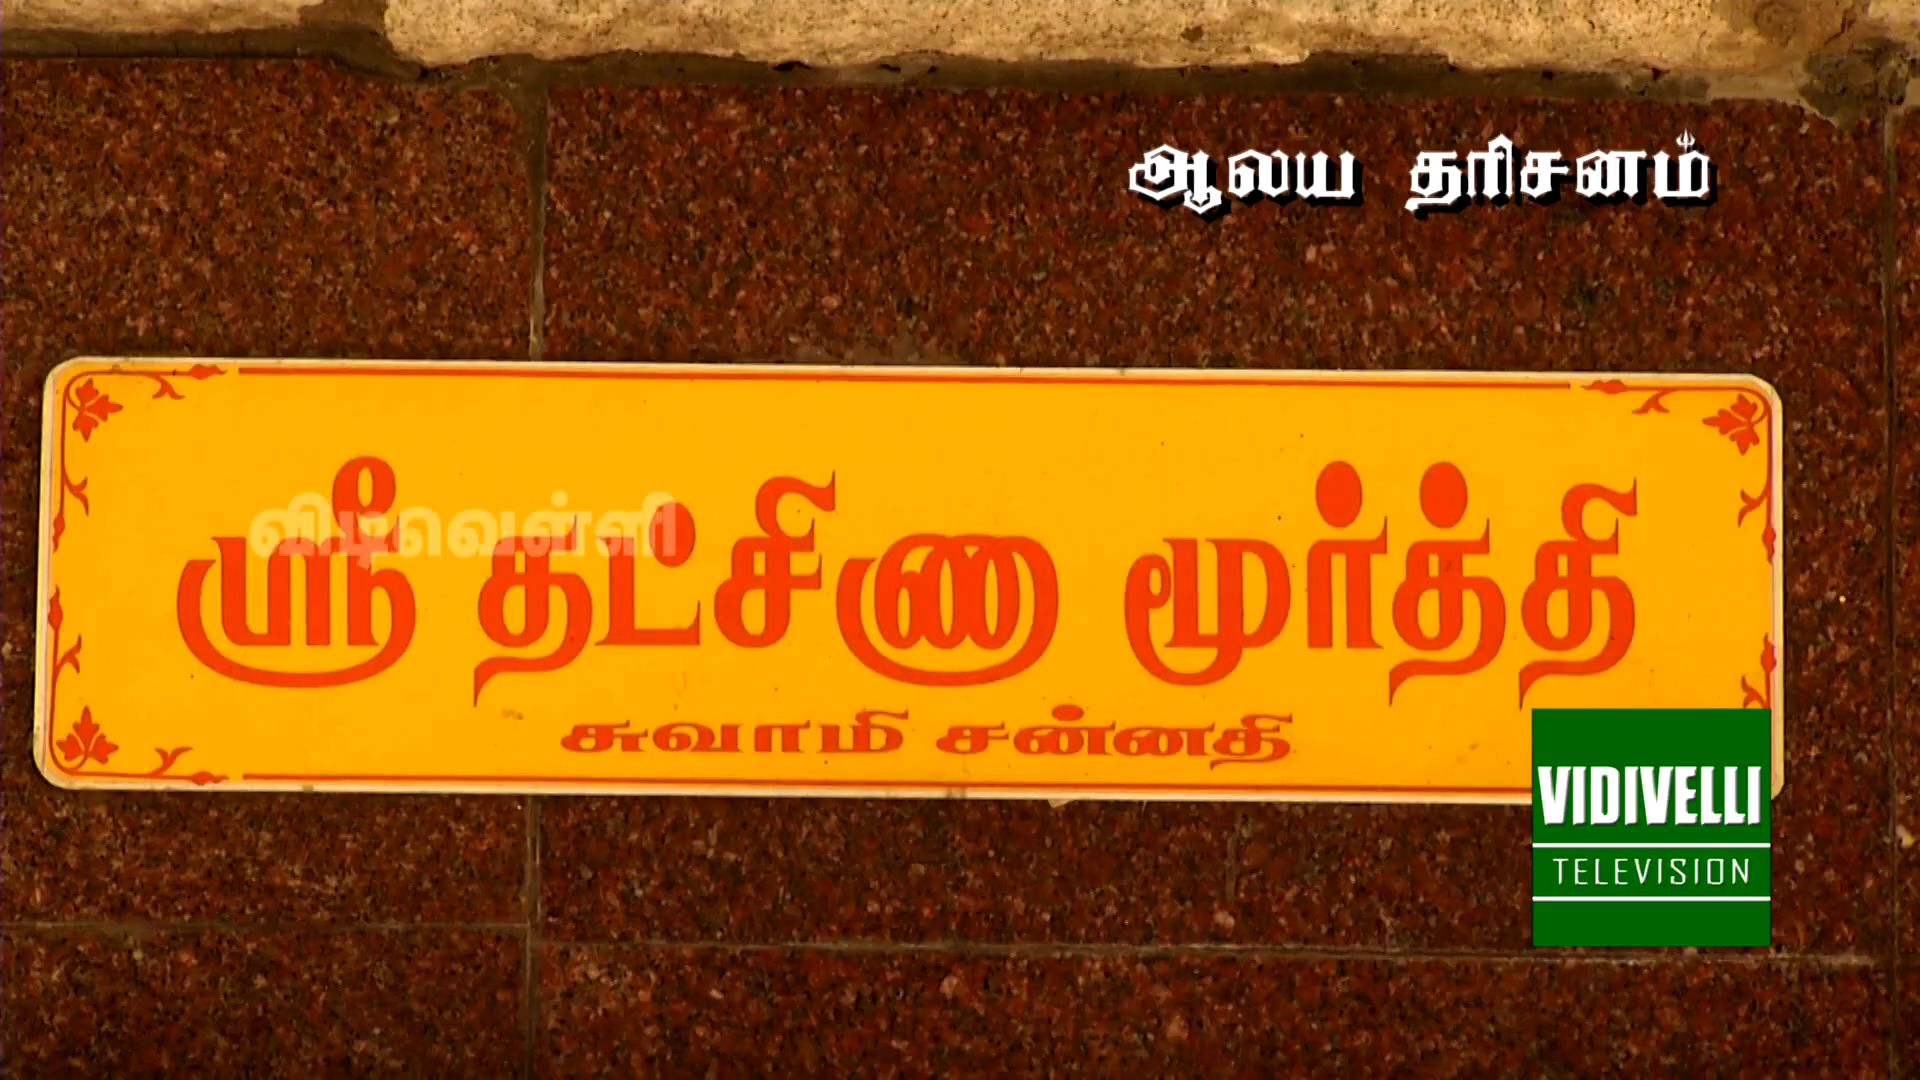 ஆலய தரிசனம்
ஸ்ரீ தட்சிண மூர்த்தி
விடிவெள்ளி
சுவாமி சன்னதி
VIDIVELLI
TELEVISION